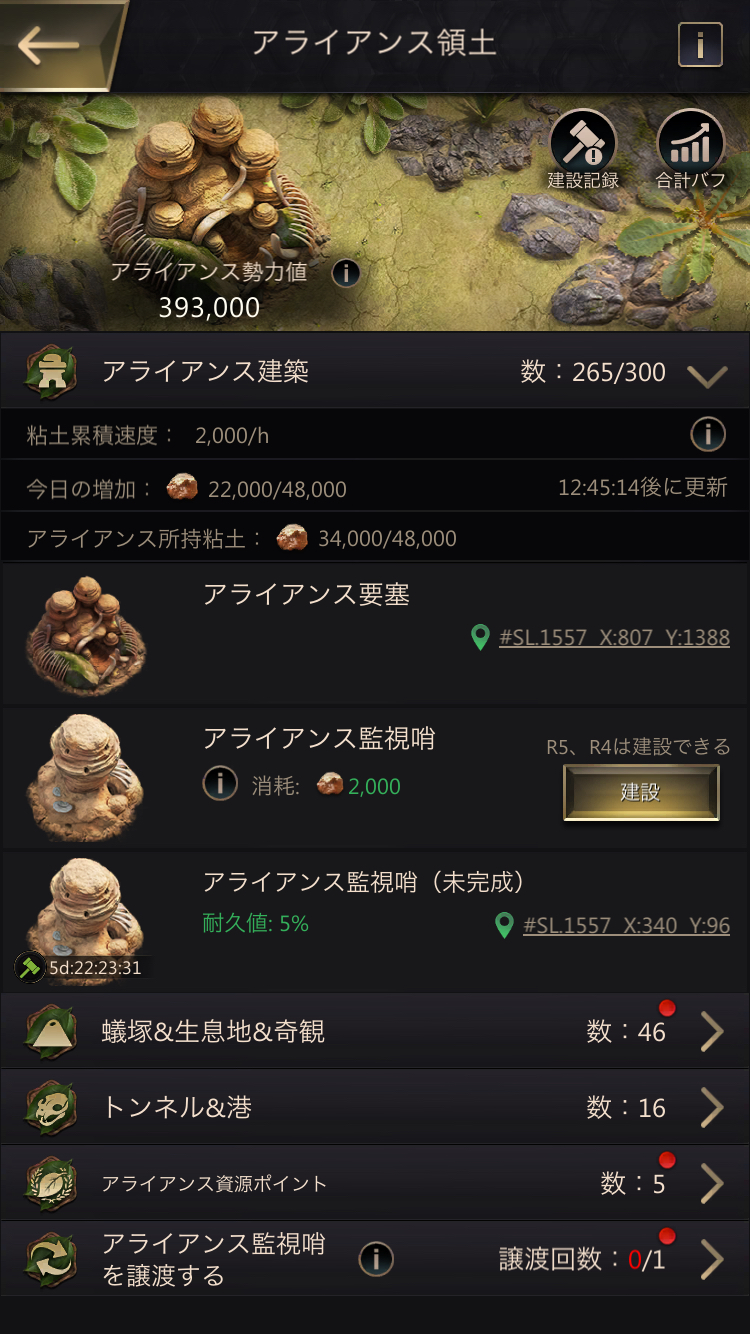 アライアンス領土
建設記録
合計バフ
アライアンス勢力値
393,000
アライアンス建築
数：265/300
粘土累積速度： 2,000/h
今日の増加： 22,000/48,000
12:45:14後に更新
アライアンス所持粘土： 34,000/48,000
アライアンス要塞
#SL.1557 X:807 Y:1388
アライアンス監視哨
R5、R4は建設できる
消耗: 2,000
建設
アライアンス監視哨（未完成）
耐久値: 5%
#SL.1557 X:340 Y:96
5d:22:23:31
蟻塚&生息地&奇観
数：46
トンネル&港
数：16
アライアンス資源ポイント
数：5
アライアンス監視哨
を譲渡する
譲渡回数：0/1